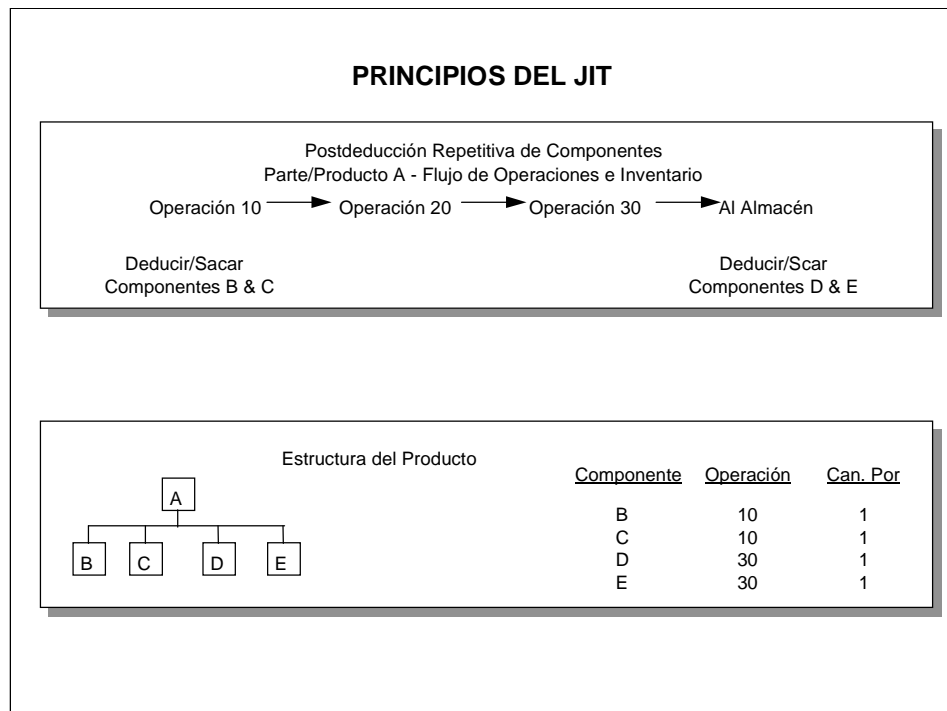 PRINCIPIOS DEL JIT
Postdeducción Repetitiva de Componentes
Parte/Producto A - Flujo de Operaciones e Inventario
Operación 10 Operación 20 Operación 30 Al Almacén
Deducir/Sacar
Componentes B & C
Deducir/Scar
Componentes D & E
Estructura del Producto
A
B C D E
Componente Operación Can. Por
B 10 1
C 10 1
D 30 1
E 30 1